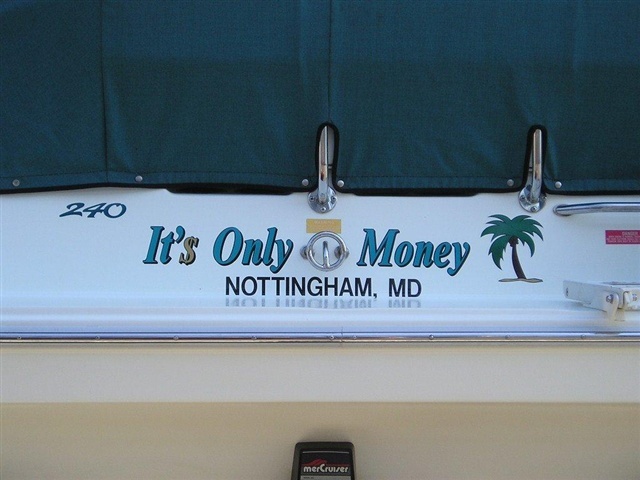 240
It's Only Money
NOTTINGHAM, MD
merCruiser